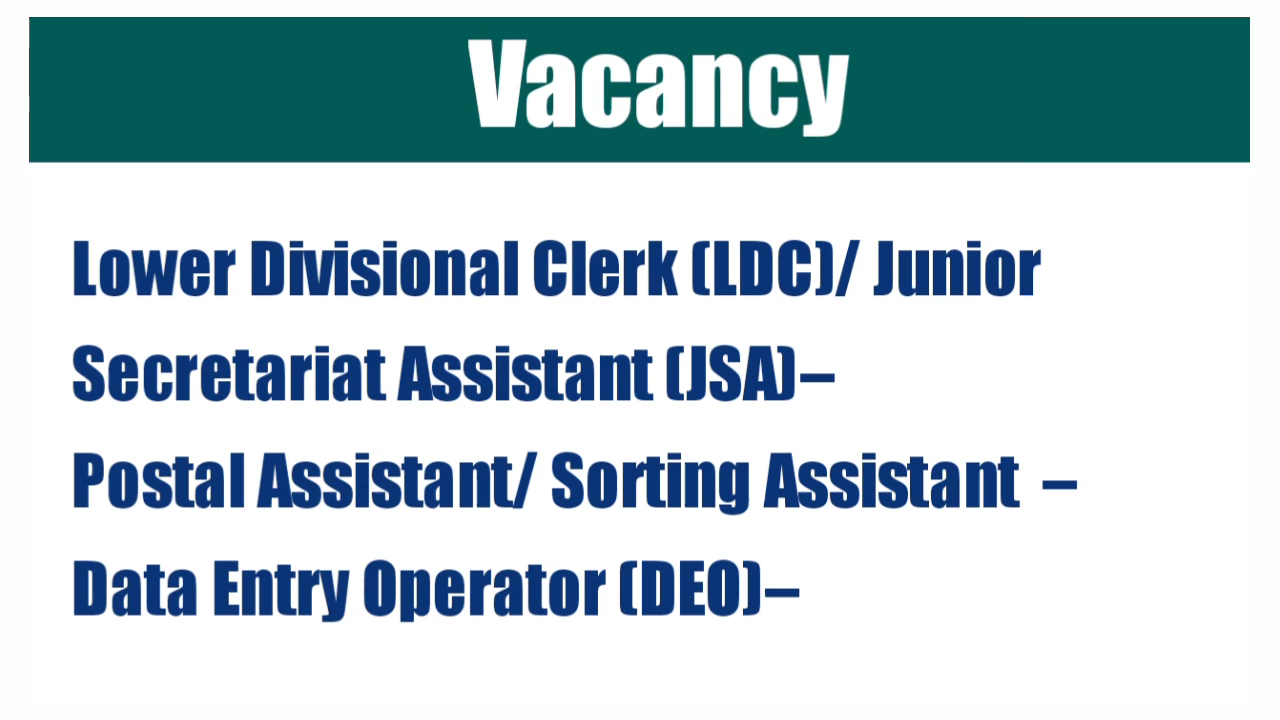 Vacancy
Lower Divisional Clerk (LDC)/ Junior
Secretariat Assistant (JSA)–
Postal Assistant/ Sorting Assistant –
Data Entry Operator (DEO)–